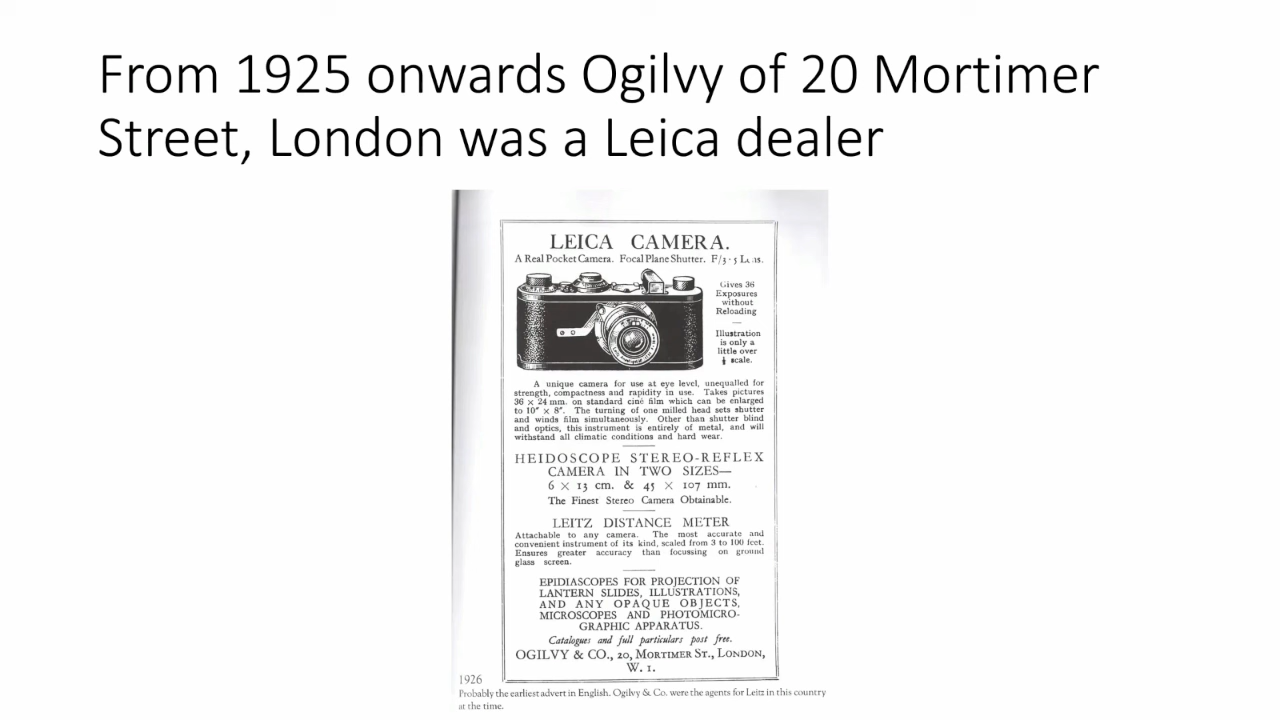 From 1925 onwards Ogilvy of 20 Mortimer
Street, London was a Leica dealer
LEICA CAMERA.
A Real Pocket Camera. Focal Plane Shutter. F/3·5 Lens.
Gives 36
Exposures
without
Reloading
Illustration
is only a
little over
scale.
A unique camera for use at eye level, unequalled for
strength, compactness and rapidity in use. Takes pictures
36 × 24 mm. on standard cinè film which can be enlarged
to 10″ × 8″. The turning of one milled head sets shutter
and winds film simultaneously. Other than shutter blind
and optics, this instrument is entirely of metal, and will
withstand all climatic conditions and hard wear.
HEIDOSCOPE STEREO-REFLEX
CAMERA IN TWO SIZES—
6 × 13 cm. & 45 × 107 mm.
The Finest Stereo Camera Obtainable.
LEITZ DISTANCE METER
Attachable to any camera. The most accurate and
convenient instrument of its kind, scaled from 3 to 100 feet.
Ensures greater accuracy than focussing on ground
glass screen.
EPIDIASCOPES FOR PROJECTION OF
LANTERN SLIDES, ILLUSTRATIONS,
AND ANY OPAQUE OBJECTS,
MICROSCOPES AND PHOTOMICRO-
GRAPHIC APPARATUS.
Catalogues and full particulars post free.
OGILVY & CO., 20, MORTIMER ST., LONDON,
W. 1.
1926
Probably the earliest advert in English. Ogilvy & Co. were the agents for Leitz in this country
at the time.